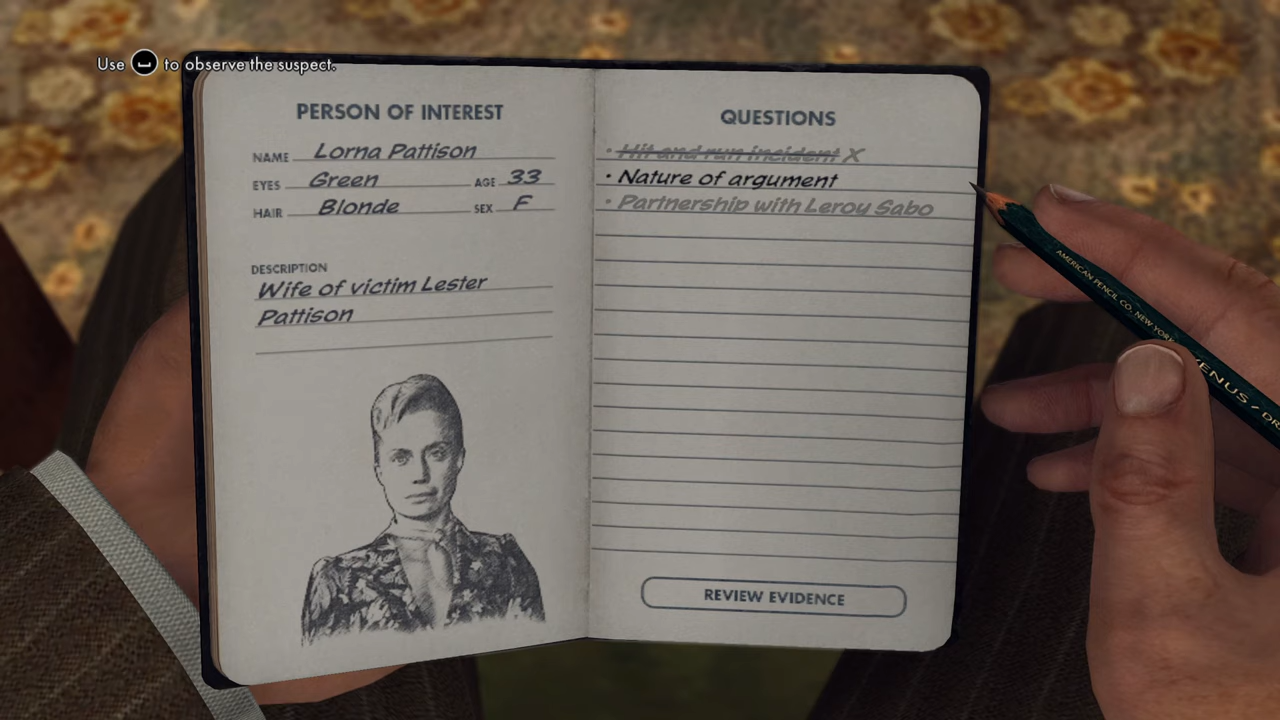 Use to observe the suspect.
PERSON OF INTEREST
NAME Lorna Pattison
EYES Green AGE 33
HAIR Blonde SEX F
DESCRIPTION
Wife of victim Lester
Pattison
QUESTIONS
• Hit and run incident X
• Nature of argument
• Partnership with Leroy Sabo
REVIEW EVIDENCE
AMERICAN PENCIL CO. NEW YORK
VENUS / DR